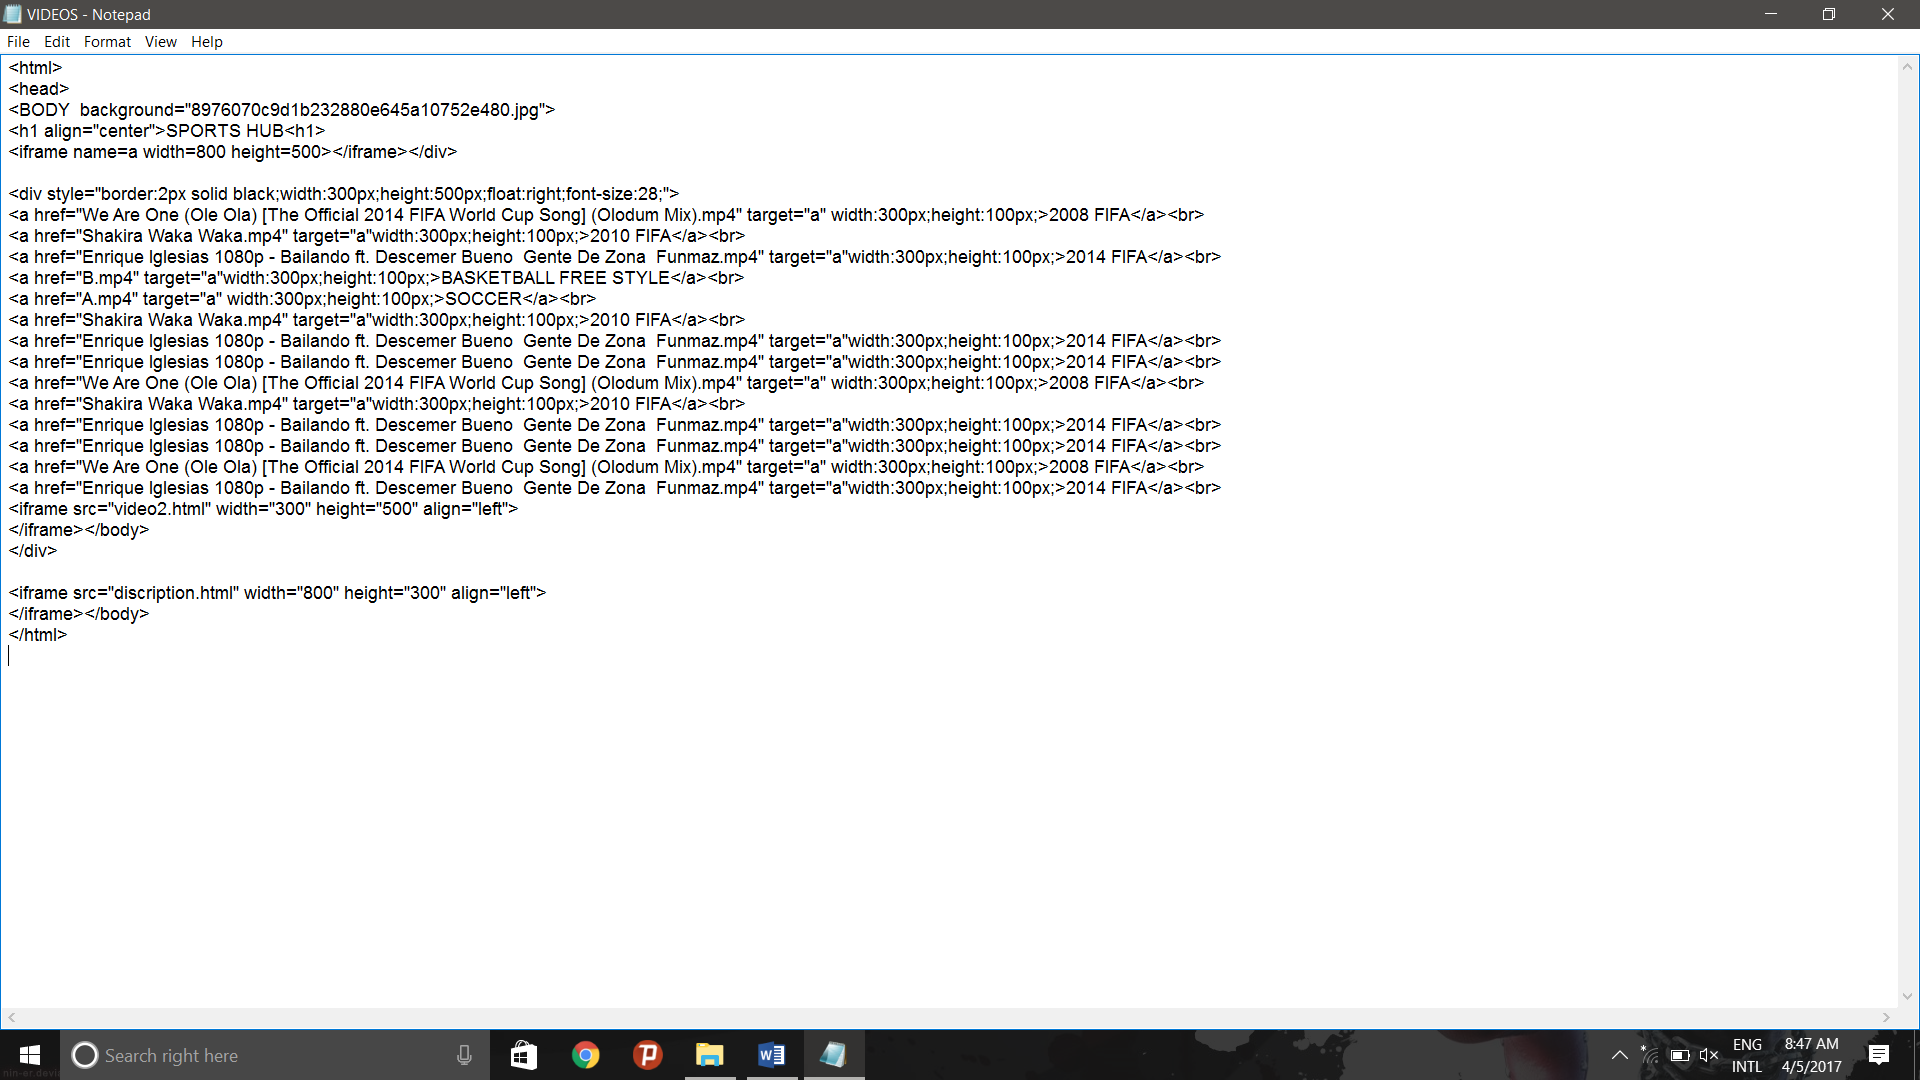 VIDEOS - Notepad
File Edit Format View Help
<html>
<head>
<BODY  background="8976070c9d1b232880e645a10752e480.jpg">
<h1 align="center">SPORTS HUB<h1>
<iframe name=a width=800 height=500></iframe></div>
<div style="border:2px solid black;width:300px;height:500px;float:right;font-size:28;">
<a href="We Are One (Ole Ola) [The Official 2014 FIFA World Cup Song] (Olodum Mix).mp4" target="a" width:300px;height:100px;>2008 FIFA</a><br>
<a href="Shakira Waka Waka.mp4" target="a"width:300px;height:100px;>2010 FIFA</a><br>
<a href="Enrique Iglesias 1080p - Bailando ft. Descemer Bueno  Gente De Zona  Funmaz.mp4" target="a"width:300px;height:100px;>2014 FIFA</a><br>
<a href="B.mp4" target="a"width:300px;height:100px;>BASKETBALL FREE STYLE</a><br>
<a href="A.mp4" target="a" width:300px;height:100px;>SOCCER</a><br>
<a href="Shakira Waka Waka.mp4" target="a"width:300px;height:100px;>2010 FIFA</a><br>
<a href="Enrique Iglesias 1080p - Bailando ft. Descemer Bueno  Gente De Zona  Funmaz.mp4" target="a"width:300px;height:100px;>2014 FIFA</a><br>
<a href="Enrique Iglesias 1080p - Bailando ft. Descemer Bueno  Gente De Zona  Funmaz.mp4" target="a"width:300px;height:100px;>2014 FIFA</a><br>
<a href="We Are One (Ole Ola) [The Official 2014 FIFA World Cup Song] (Olodum Mix).mp4" target="a" width:300px;height:100px;>2008 FIFA</a><br>
<a href="Shakira Waka Waka.mp4" target="a"width:300px;height:100px;>2010 FIFA</a><br>
<a href="Enrique Iglesias 1080p - Bailando ft. Descemer Bueno  Gente De Zona  Funmaz.mp4" target="a"width:300px;height:100px;>2014 FIFA</a><br>
<a href="Enrique Iglesias 1080p - Bailando ft. Descemer Bueno  Gente De Zona  Funmaz.mp4" target="a"width:300px;height:100px;>2014 FIFA</a><br>
<a href="We Are One (Ole Ola) [The Official 2014 FIFA World Cup Song] (Olodum Mix).mp4" target="a" width:300px;height:100px;>2008 FIFA</a><br>
<a href="Enrique Iglesias 1080p - Bailando ft. Descemer Bueno  Gente De Zona  Funmaz.mp4" target="a"width:300px;height:100px;>2014 FIFA</a><br>
<iframe src="video2.html" width="300" height="500" align="left">
</iframe></body>
</div>
<iframe src="discription.html" width="800" height="300" align="left">
</iframe></body>
</html>
Search right here
ENG
INTL
8:47 AM
4/5/2017